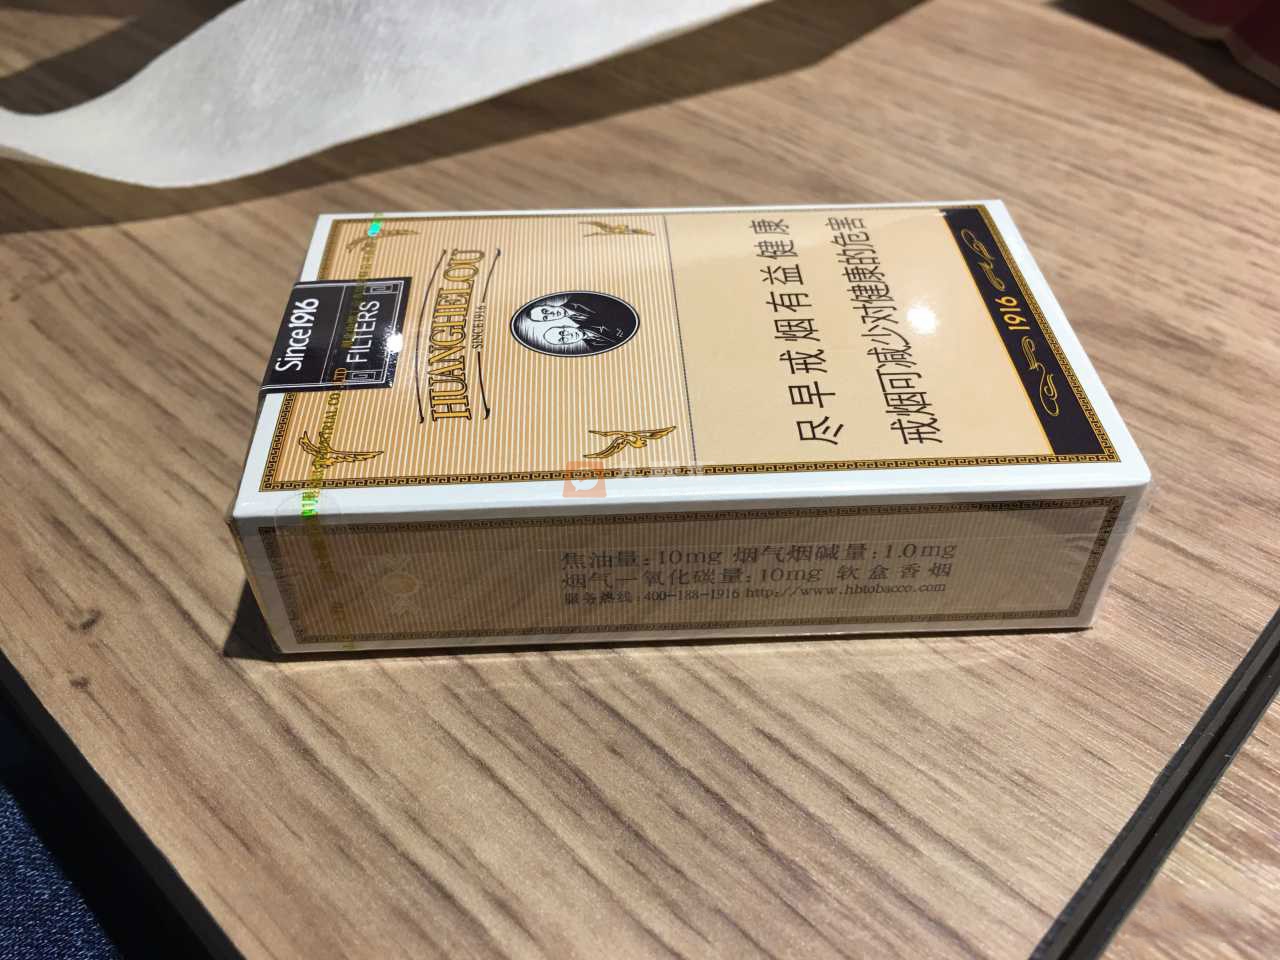 Since1916
FILTERS
HUANGHELOU
SINCE1916
尽早戒烟有益健康
戒烟可减少对健康的危害
1916
焦油量:10mg 烟气烟碱量:1.0mg
烟气一氧化碳量:10mg 软盒香烟
服务热线:400-188-1916 http://www.hbtobacco.com